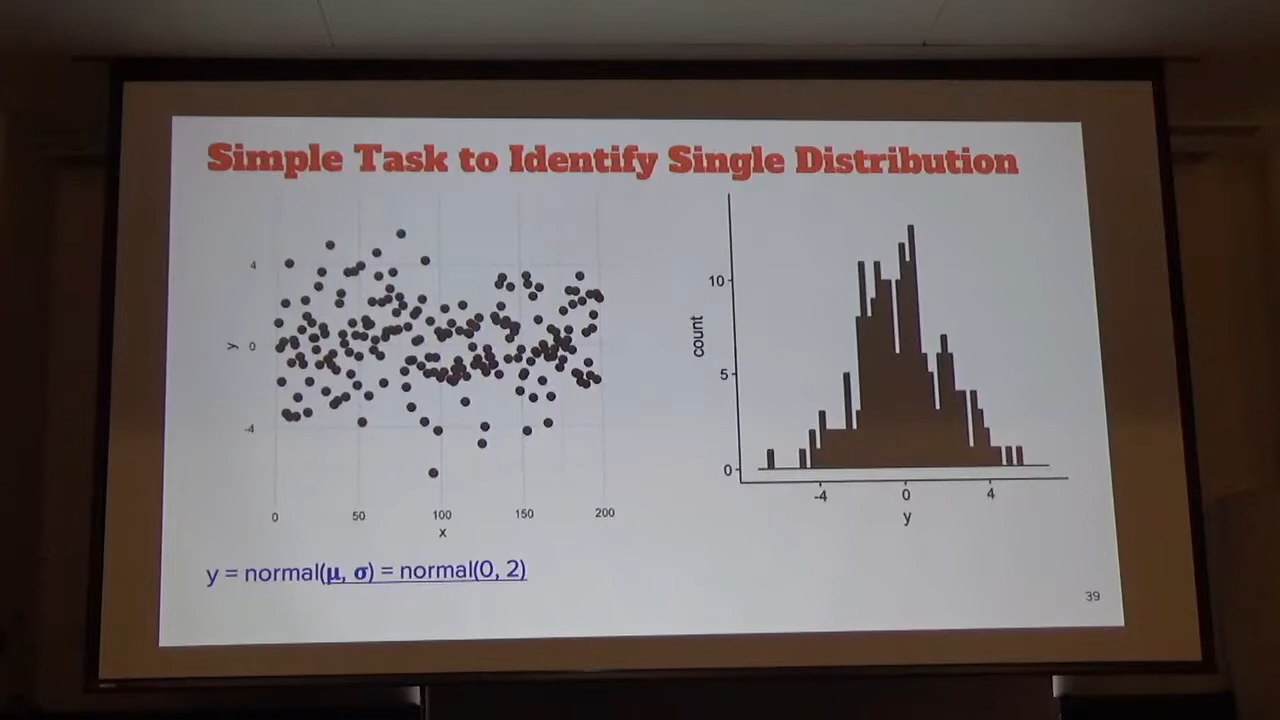 Simple Task to Identify Single Distribution
4
0
-4
y
0 50 100 150 200
x
10
5
0
count
-4 0 4
y
y = normal(μ, σ) = normal(0, 2)
39